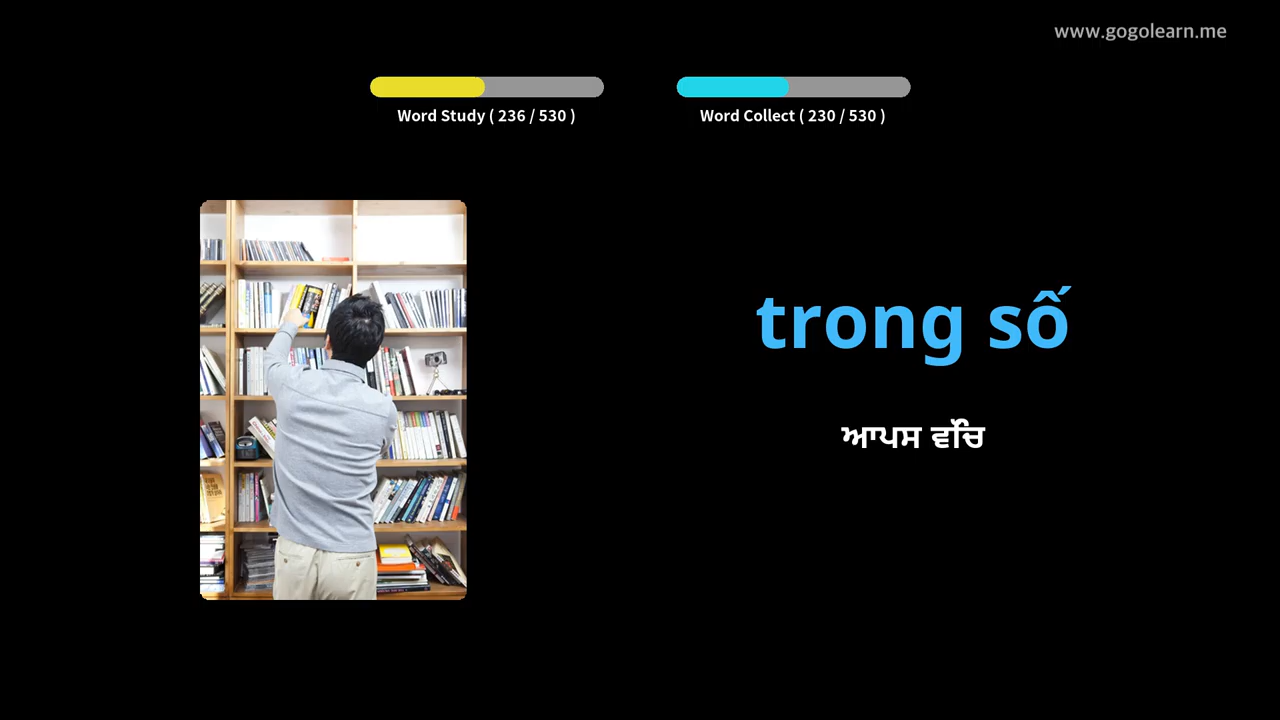 www.gogolearn.me
Word Study ( 236 / 530 )
Word Collect ( 230 / 530 )
trong số
ਆਪਸ ਵਿੱਚ